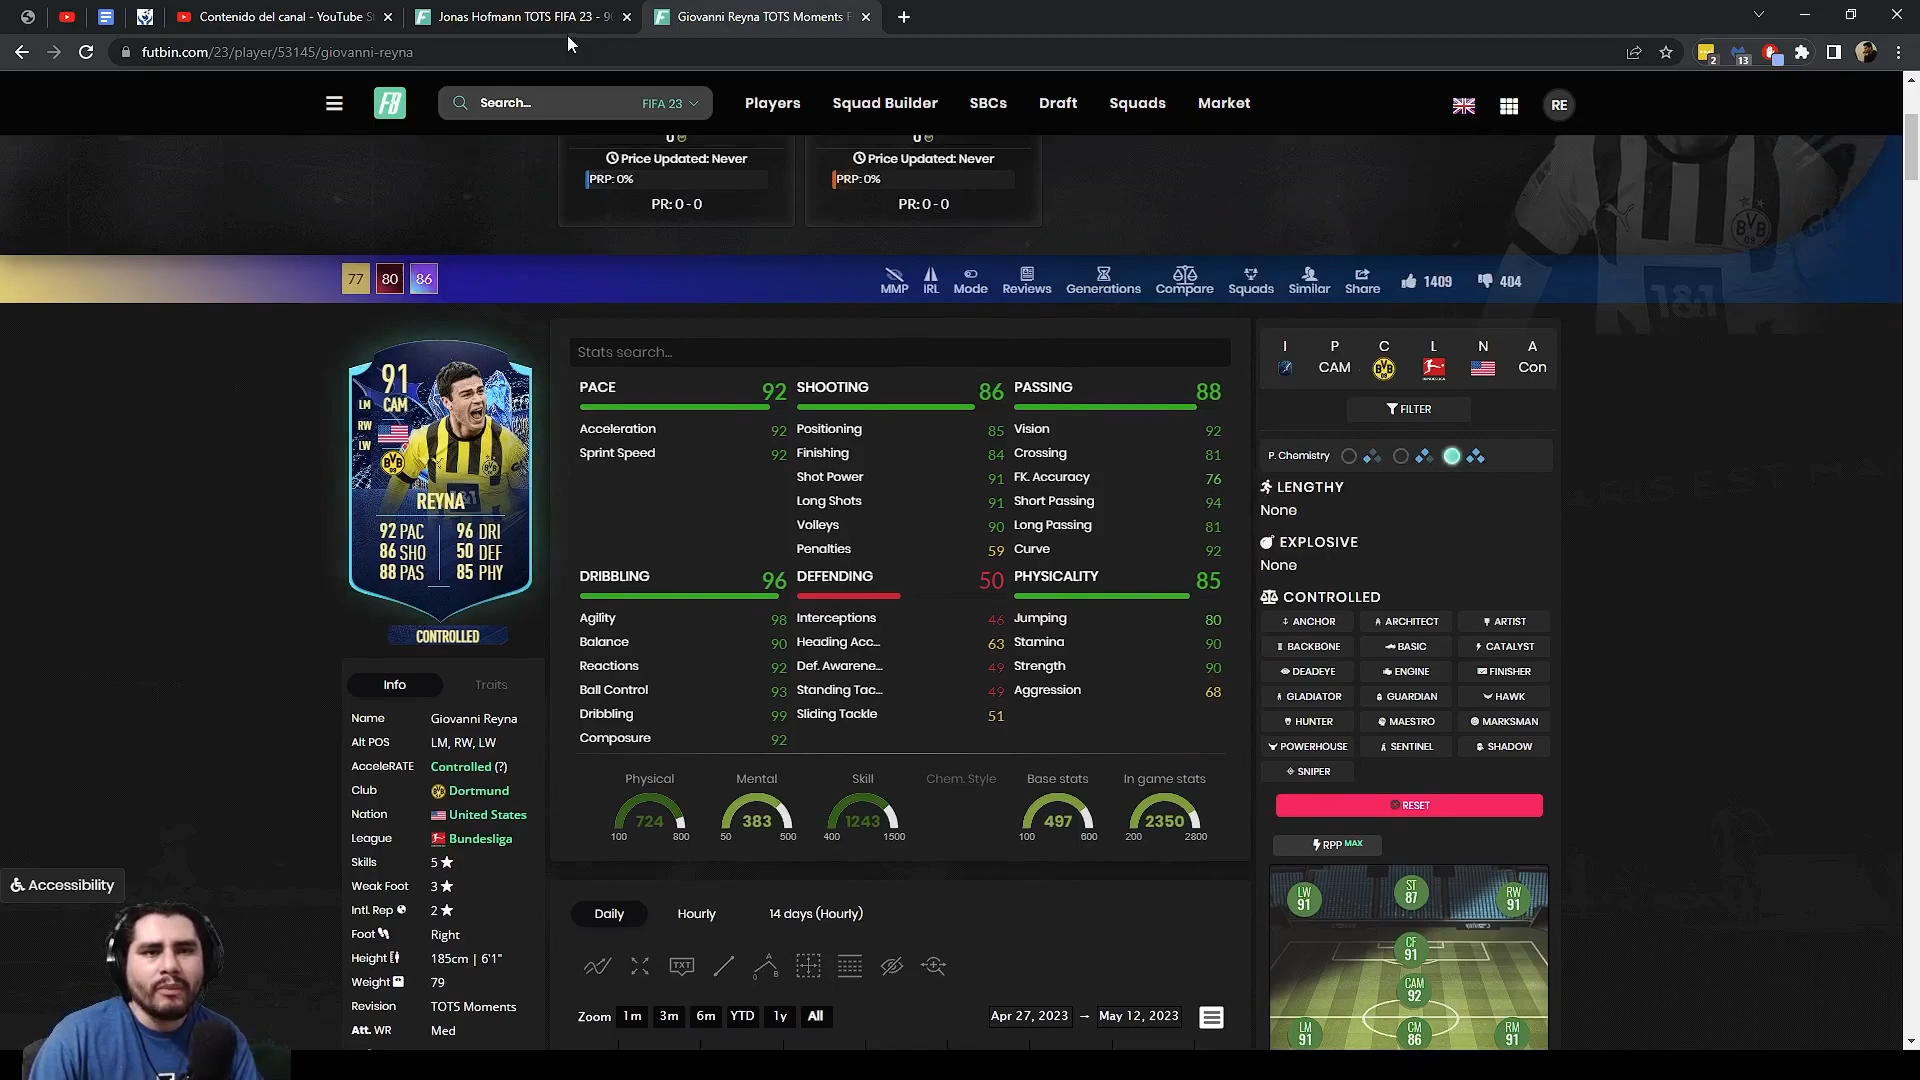 Contenido del canal - YouTube S
Jonas Hofmann TOTS FIFA 23 - 90
Giovanni Reyna TOTS Moments F
futbin.com/23/player/53145/giovanni-reyna
2
13
Search...
FIFA 23
Players
Squad Builder
SBCs
Draft
Squads
Market
RE
0
0
Price Updated: Never
Price Updated: Never
PRP: 0%
PRP: 0%
PR: 0 - 0
PR: 0 - 0
77
80
86
MMP
IRL
Mode
Reviews
Generations
Compare
Squads
Similar
Share
1409
404
1&1
91
CAM
LM
RW
LW
REYNA
92 PAC
96 DRI
86 SHO
50 DEF
88 PAS
85 PHY
CONTROLLED
Info
Traits
Name Giovanni Reyna
Alt POS LM, RW, LW
AcceleRATE Controlled (?)
Club Dortmund
Nation United States
League Bundesliga
Skills 5
Weak Foot 3
Intl. Rep 2
Foot Right
Height 185cm | 6'1"
Weight 79
Revision TOTS Moments
Att. WR Med
Stats search...
PACE 92
Acceleration 92
Sprint Speed 92
SHOOTING 86
Positioning 85
Finishing 84
Shot Power 91
Long Shots 91
Volleys 90
Penalties 59
PASSING 88
Vision 92
Crossing 81
FK. Accuracy 76
Short Passing 94
Long Passing 81
Curve 92
DRIBBLING 96
Agility 98
Balance 90
Reactions 92
Ball Control 93
Dribbling 99
Composure 92
DEFENDING 50
Interceptions 46
Heading Acc... 63
Def. Awarene... 49
Standing Tac... 49
Sliding Tackle 51
PHYSICALITY 85
Jumping 80
Stamina 90
Strength 90
Aggression 68
Physical
724
100 800
Mental
383
50 500
Skill
1243
400 1500
Chem. Style
Base stats
497
100 600
In game stats
2350
200 2800
Daily
Hourly
14 days (Hourly)
TXT
A
B
Zoom 1m 3m 6m YTD 1y All
Apr 27, 2023 → May 12, 2023
I P C L N A
CAM
Con
FILTER
P. Chemistry
LENGTHY
None
EXPLOSIVE
None
CONTROLLED
ANCHOR
ARCHITECT
ARTIST
BACKBONE
BASIC
CATALYST
DEADEYE
ENGINE
FINISHER
GLADIATOR
GUARDIAN
HAWK
HUNTER
MAESTRO
MARKSMAN
POWERHOUSE
SENTINEL
SHADOW
SNIPER
RESET
RPP MAX
LW
91
ST
87
RW
91
CF
91
CAM
92
LM
91
CM
86
RM
91
Accessibility